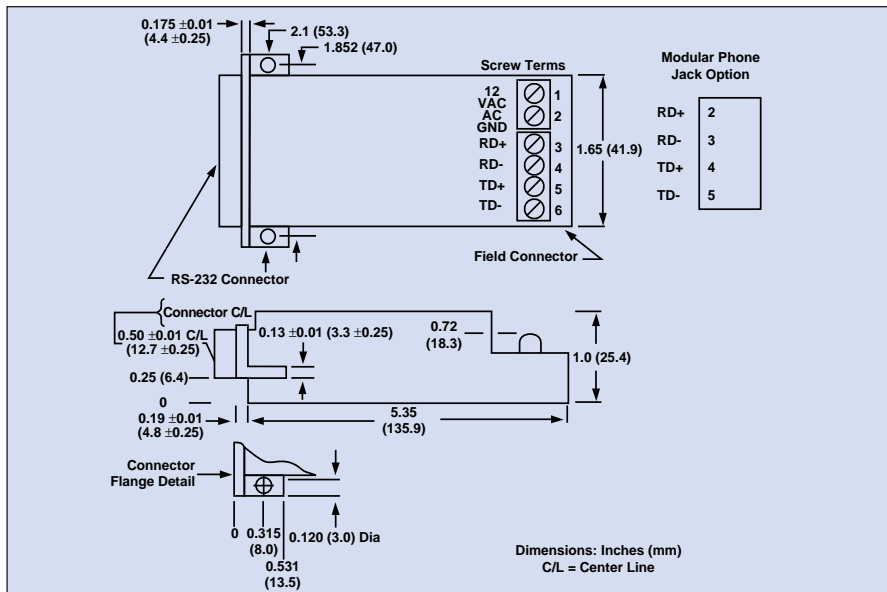 0.175 ±0.01
(4.4 ±0.25)
2.1 (53.3)
1.852 (47.0)
Screw Terms
12
VAC
AC
GND
RD+
RD-
TD+
TD-
1
2
3
4
5
6
1.65 (41.9)
Modular Phone
Jack Option
RD+ 2
RD- 3
TD+ 4
TD- 5
RS-232 Connector
Field Connector
Connector C/L
0.50 ±0.01 C/L
(12.7 ±0.25)
0.13 ±0.01 (3.3 ±0.25)
0.72
(18.3)
1.0 (25.4)
0.25 (6.4)
0
0.19 ±0.01
(4.8 ±0.25)
5.35
(135.9)
Connector
Flange Detail
0 0.315
(8.0)
0.120 (3.0) Dia
0.531
(13.5)
Dimensions: Inches (mm)
C/L = Center Line